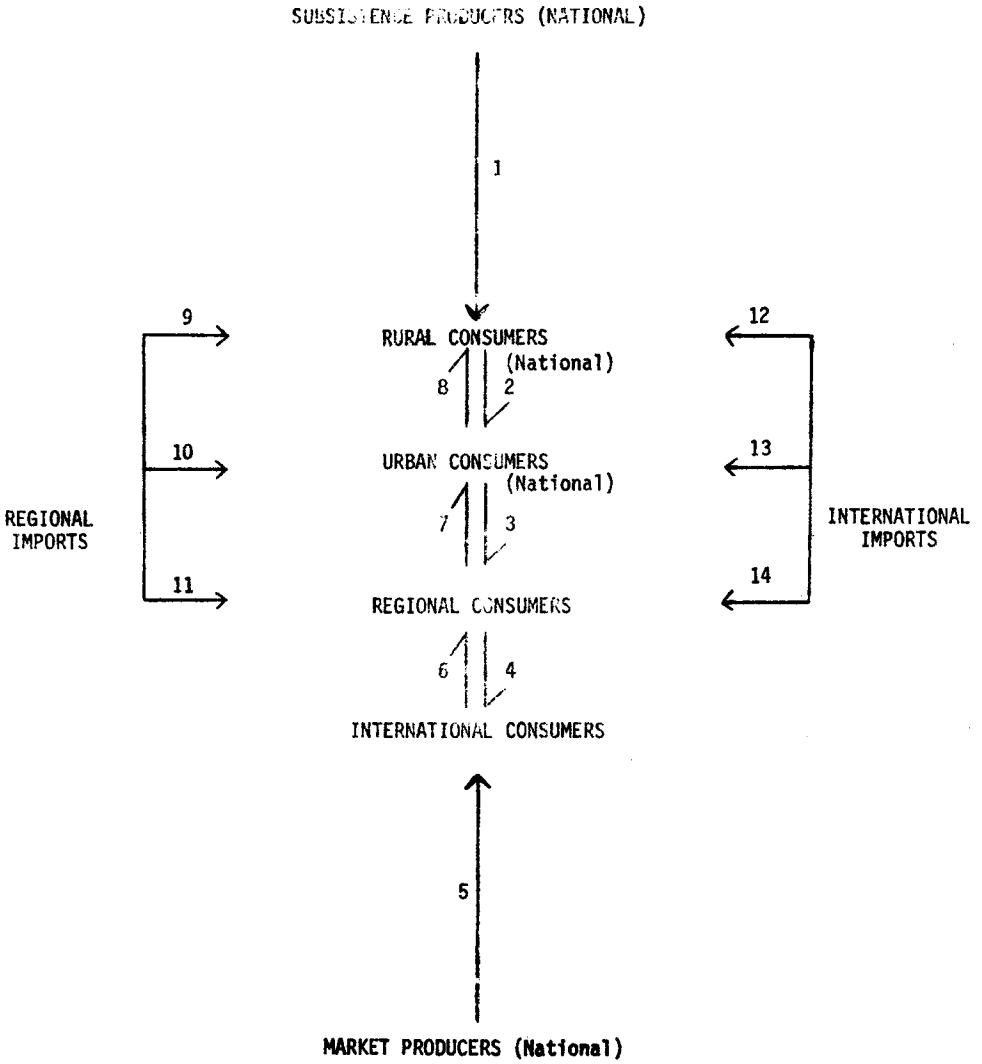 SUBSISTENCE PRODUCERS (NATIONAL)
1
9
12
RURAL CONSUMERS
(National)
8
2
10
13
URBAN CONSUMERS
(National)
7
3
REGIONAL
IMPORTS
INTERNATIONAL
IMPORTS
11
14
REGIONAL CONSUMERS
6
4
INTERNATIONAL CONSUMERS
5
MARKET PRODUCERS (National)